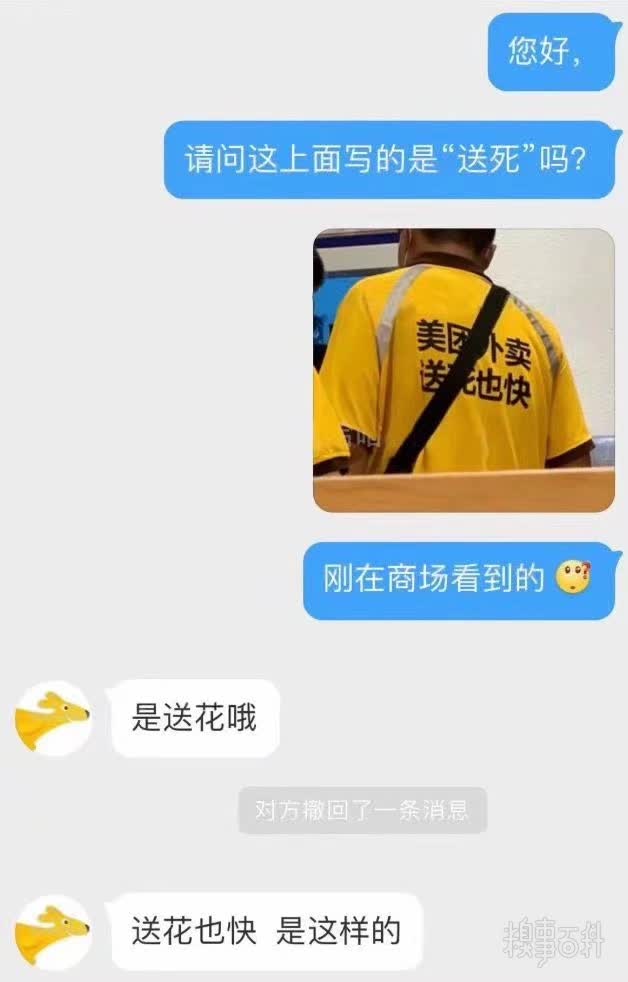 您好，
请问这上面写的是“送死”吗？
美团外卖
送花也快
刚在商场看到的
是送花哦
对方撤回了一条消息
送花也快 是这样的
糗事百科